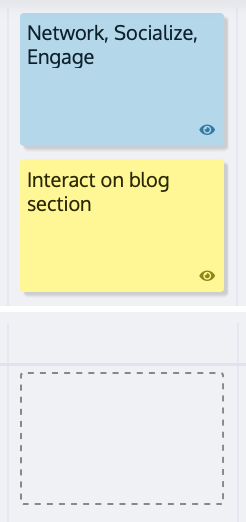 Network, Socialize,
Engage
Interact on blog
section